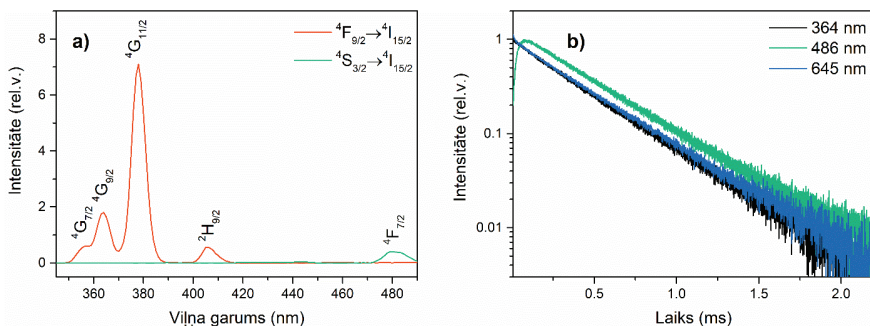 a)
⁴F₉/₂→⁴I₁₅/₂
⁴S₃/₂→⁴I₁₅/₂
⁴G₇/₂
⁴G₉/₂
⁴G₁₁/₂
²H₉/₂
⁴F₇/₂
Intensitāte (rel.v.)
8
6
4
2
0
360 380 400 420 440 460 480
Viļņa garums (nm)
b)
364 nm
486 nm
645 nm
Intensitāte (rel.v.)
1
0.1
0.01
0.5 1.0 1.5 2.0
Laiks (ms)